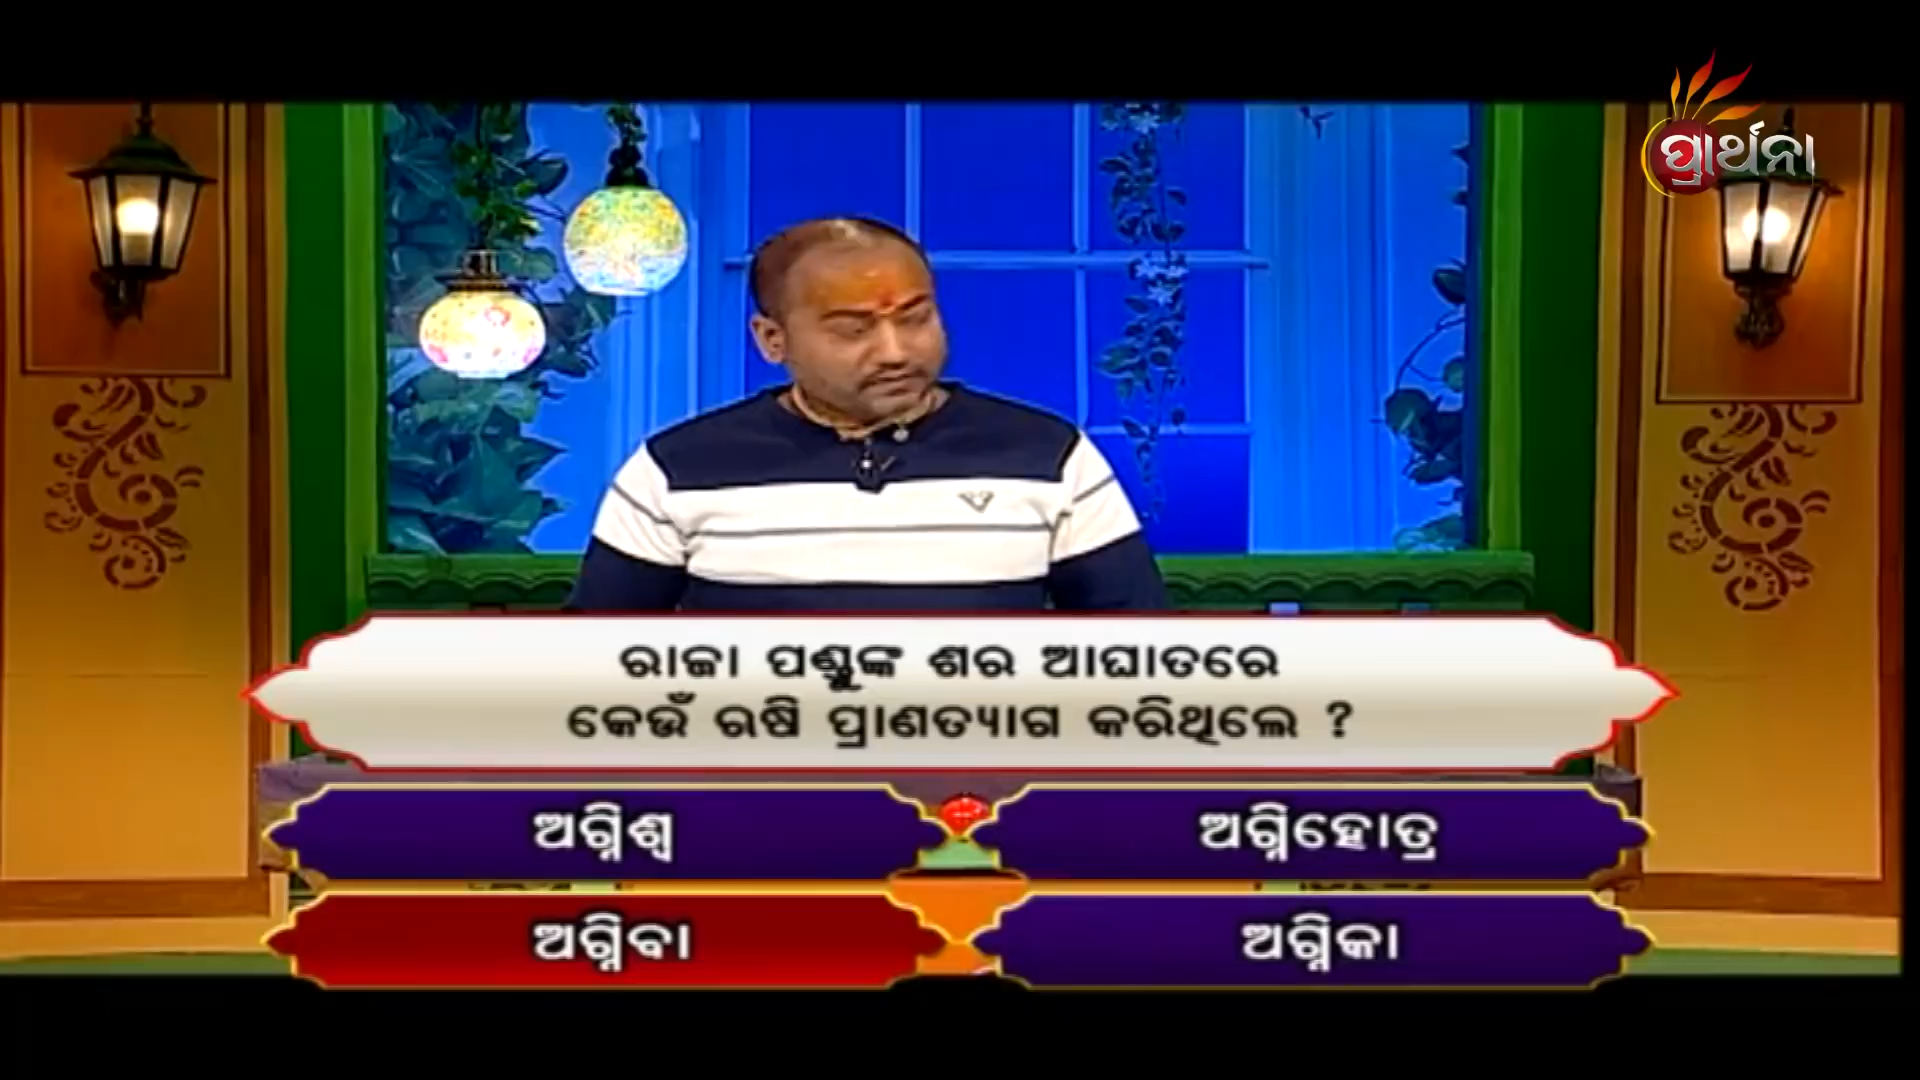 ପ୍ରାର୍ଥନା
ରାଜା ପଣ୍ଡୁଙ୍କ ଶର ଆଘାତରେ
କେଉଁ ଋଷି ପ୍ରାଣତ୍ୟାଗ କରିଥିଲେ ?
ଅଗ୍ନିଶ୍ୱ
ଅଗ୍ନିହୋତ୍ର
ଅଗ୍ନିବା
ଅଗ୍ନିକା